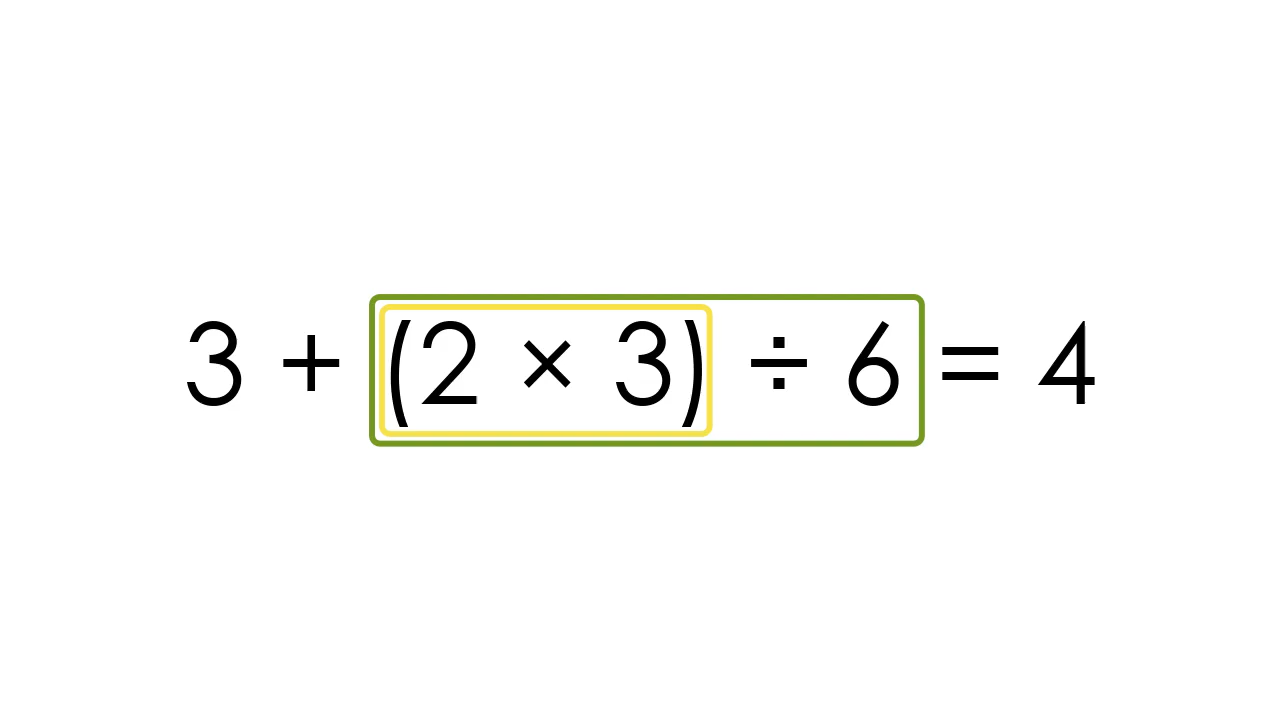 3 + (2 × 3) ÷ 6 = 4